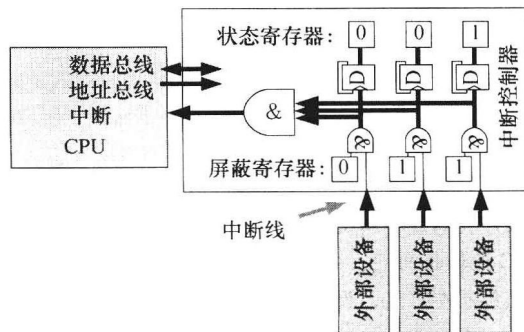 状态寄存器： 0 0 1
数据总线
地址总线
中断
CPU
D D D
&
& & &
中断控制器
屏蔽寄存器： 0 1 1
中断线
外部设备 外部设备 外部设备